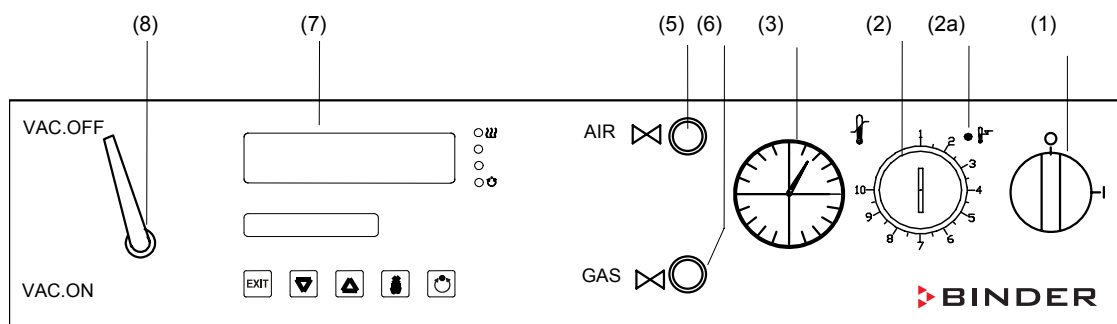 (8) (7) (5) (6) (3) (2) (2a) (1)
VAC.OFF
VAC.ON
EXIT
AIR
GAS
1
2
3
4
5
6
7
8
9
10
O
I
BINDER